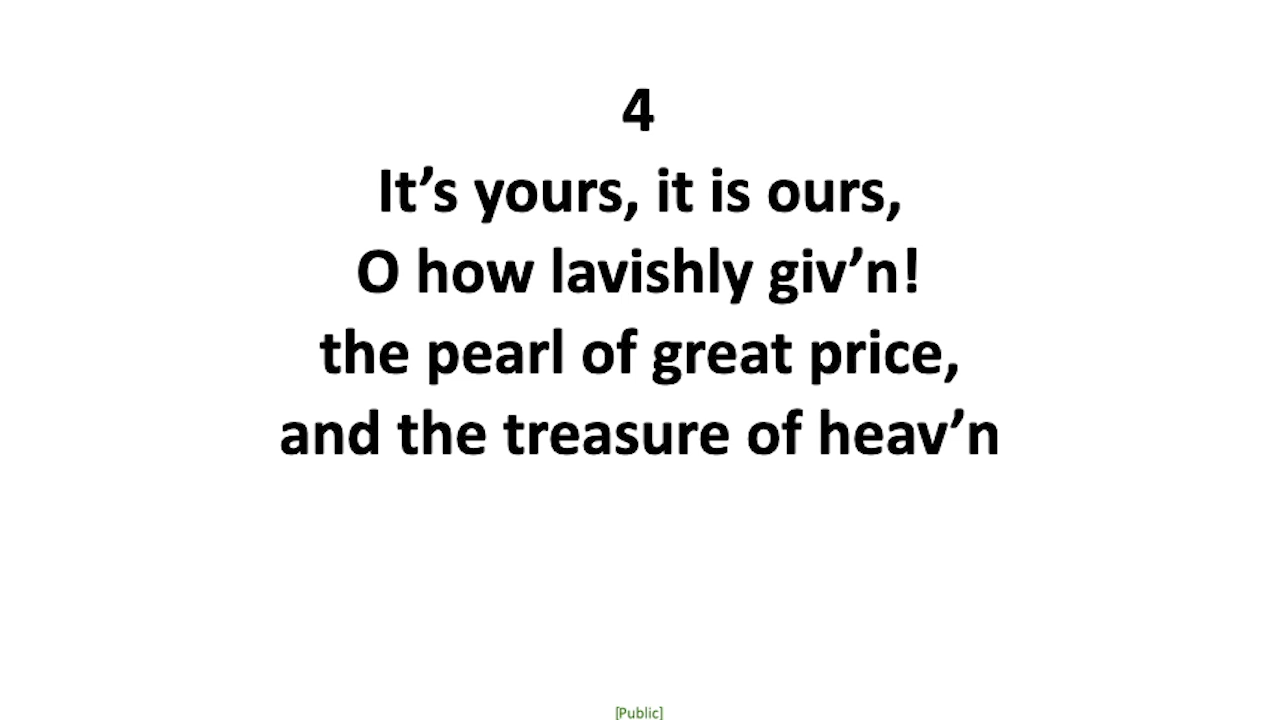 4
It’s yours, it is ours,
O how lavishly giv’n!
the pearl of great price,
and the treasure of heav’n
[Public]